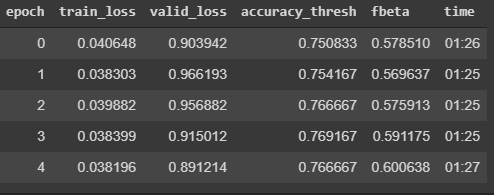 epoch train_loss valid_loss accuracy_thresh fbeta time
0 0.040648 0.903942 0.750833 0.578510 01:26
1 0.038303 0.966193 0.754167 0.569637 01:25
2 0.039882 0.956882 0.766667 0.575913 01:25
3 0.038399 0.915012 0.769167 0.591175 01:25
4 0.038196 0.891214 0.766667 0.600638 01:27